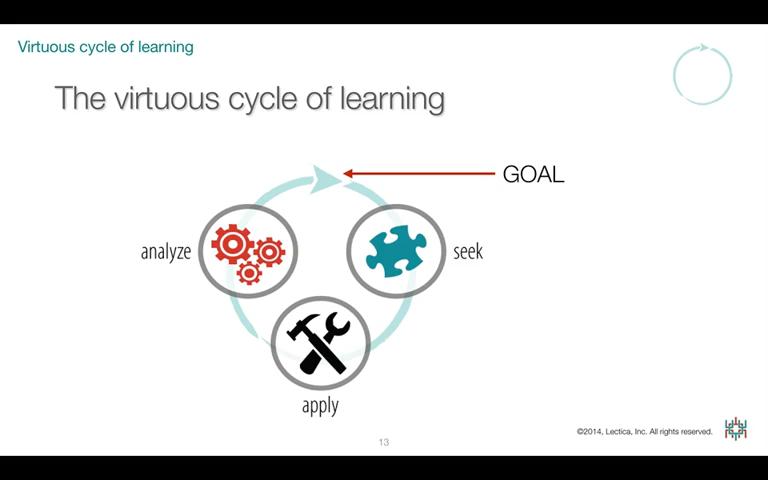 Virtuous cycle of learning
The virtuous cycle of learning
GOAL
analyze
seek
apply
©2014, Lectica, Inc. All rights reserved.
13